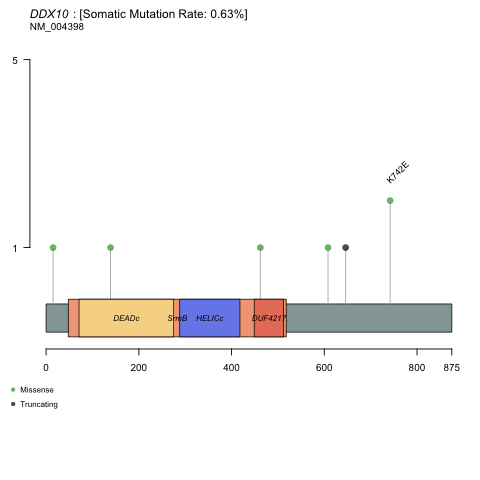 DDX10 : [Somatic Mutation Rate: 0.63%]
NM_004398
5
K742E
1
DEADc SrmB HELICc DUF4217
0 200 400 600 800 875
Missense
Truncating